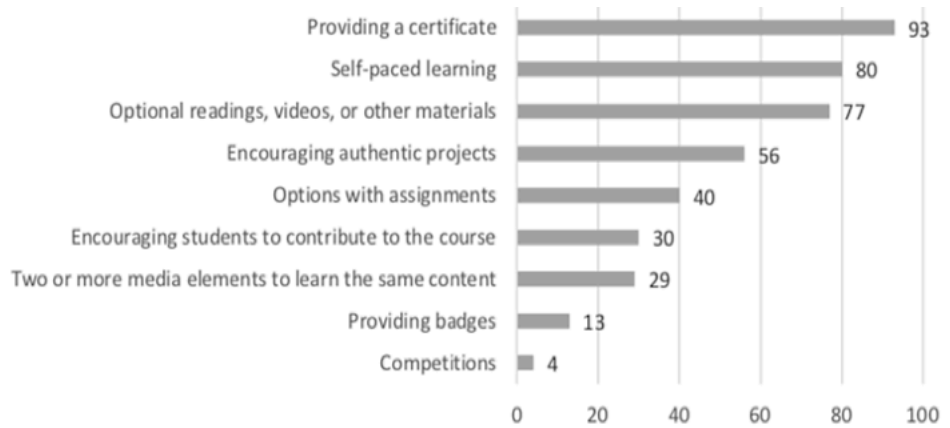 Providing a certificate 93
Self-paced learning 80
Optional readings, videos, or other materials 77
Encouraging authentic projects 56
Options with assignments 40
Encouraging students to contribute to the course 30
Two or more media elements to learn the same content 29
Providing badges 13
Competitions 4
0 20 40 60 80 100